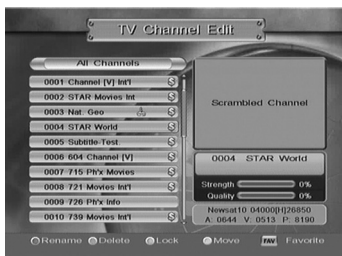 TV Channel Edit
All Channels
0001 Channel [V] Int'l
0002 STAR Movies Int
0003 Nat. Geo
0004 STAR World
0005 Subtitle-Test.
0006 604 Channel [V]
0007 715 Ph'x Movies
0008 721 Movies Int'l
0009 726 Ph'x Info
0010 739 Movies Int'l
Scrambled Channel
0004 STAR World
Strength 0%
Quality 0%
Newsat10 04000[H]26850
A: 0644 V: 0513 P: 8190
Rename Delete Lock Move FAV Favorite